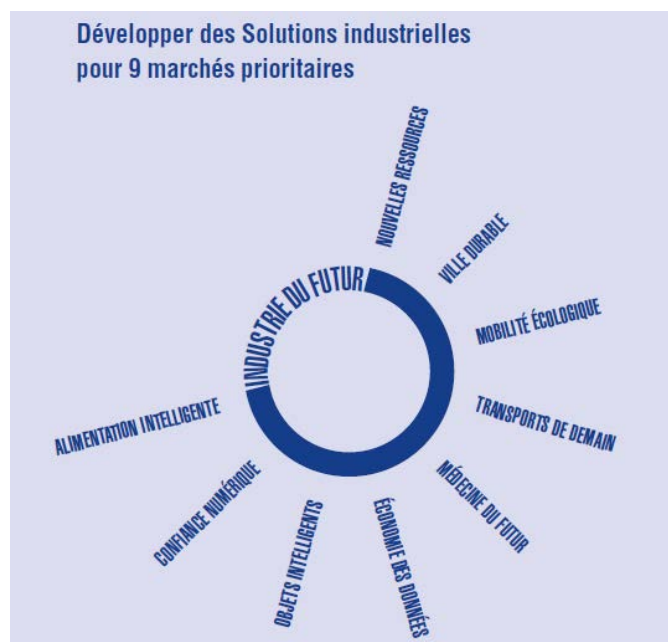 Développer des Solutions industrielles
pour 9 marchés prioritaires
INDUSTRIE DU FUTUR
NOUVELLES RESSOURCES
VILLE DURABLE
MOBILITÉ ÉCOLOGIQUE
TRANSPORTS DE DEMAIN
MÉDECINE DU FUTUR
ÉCONOMIE DES DONNÉES
OBJETS INTELLIGENTS
CONFIANCE NUMÉRIQUE
ALIMENTATION INTELLIGENTE